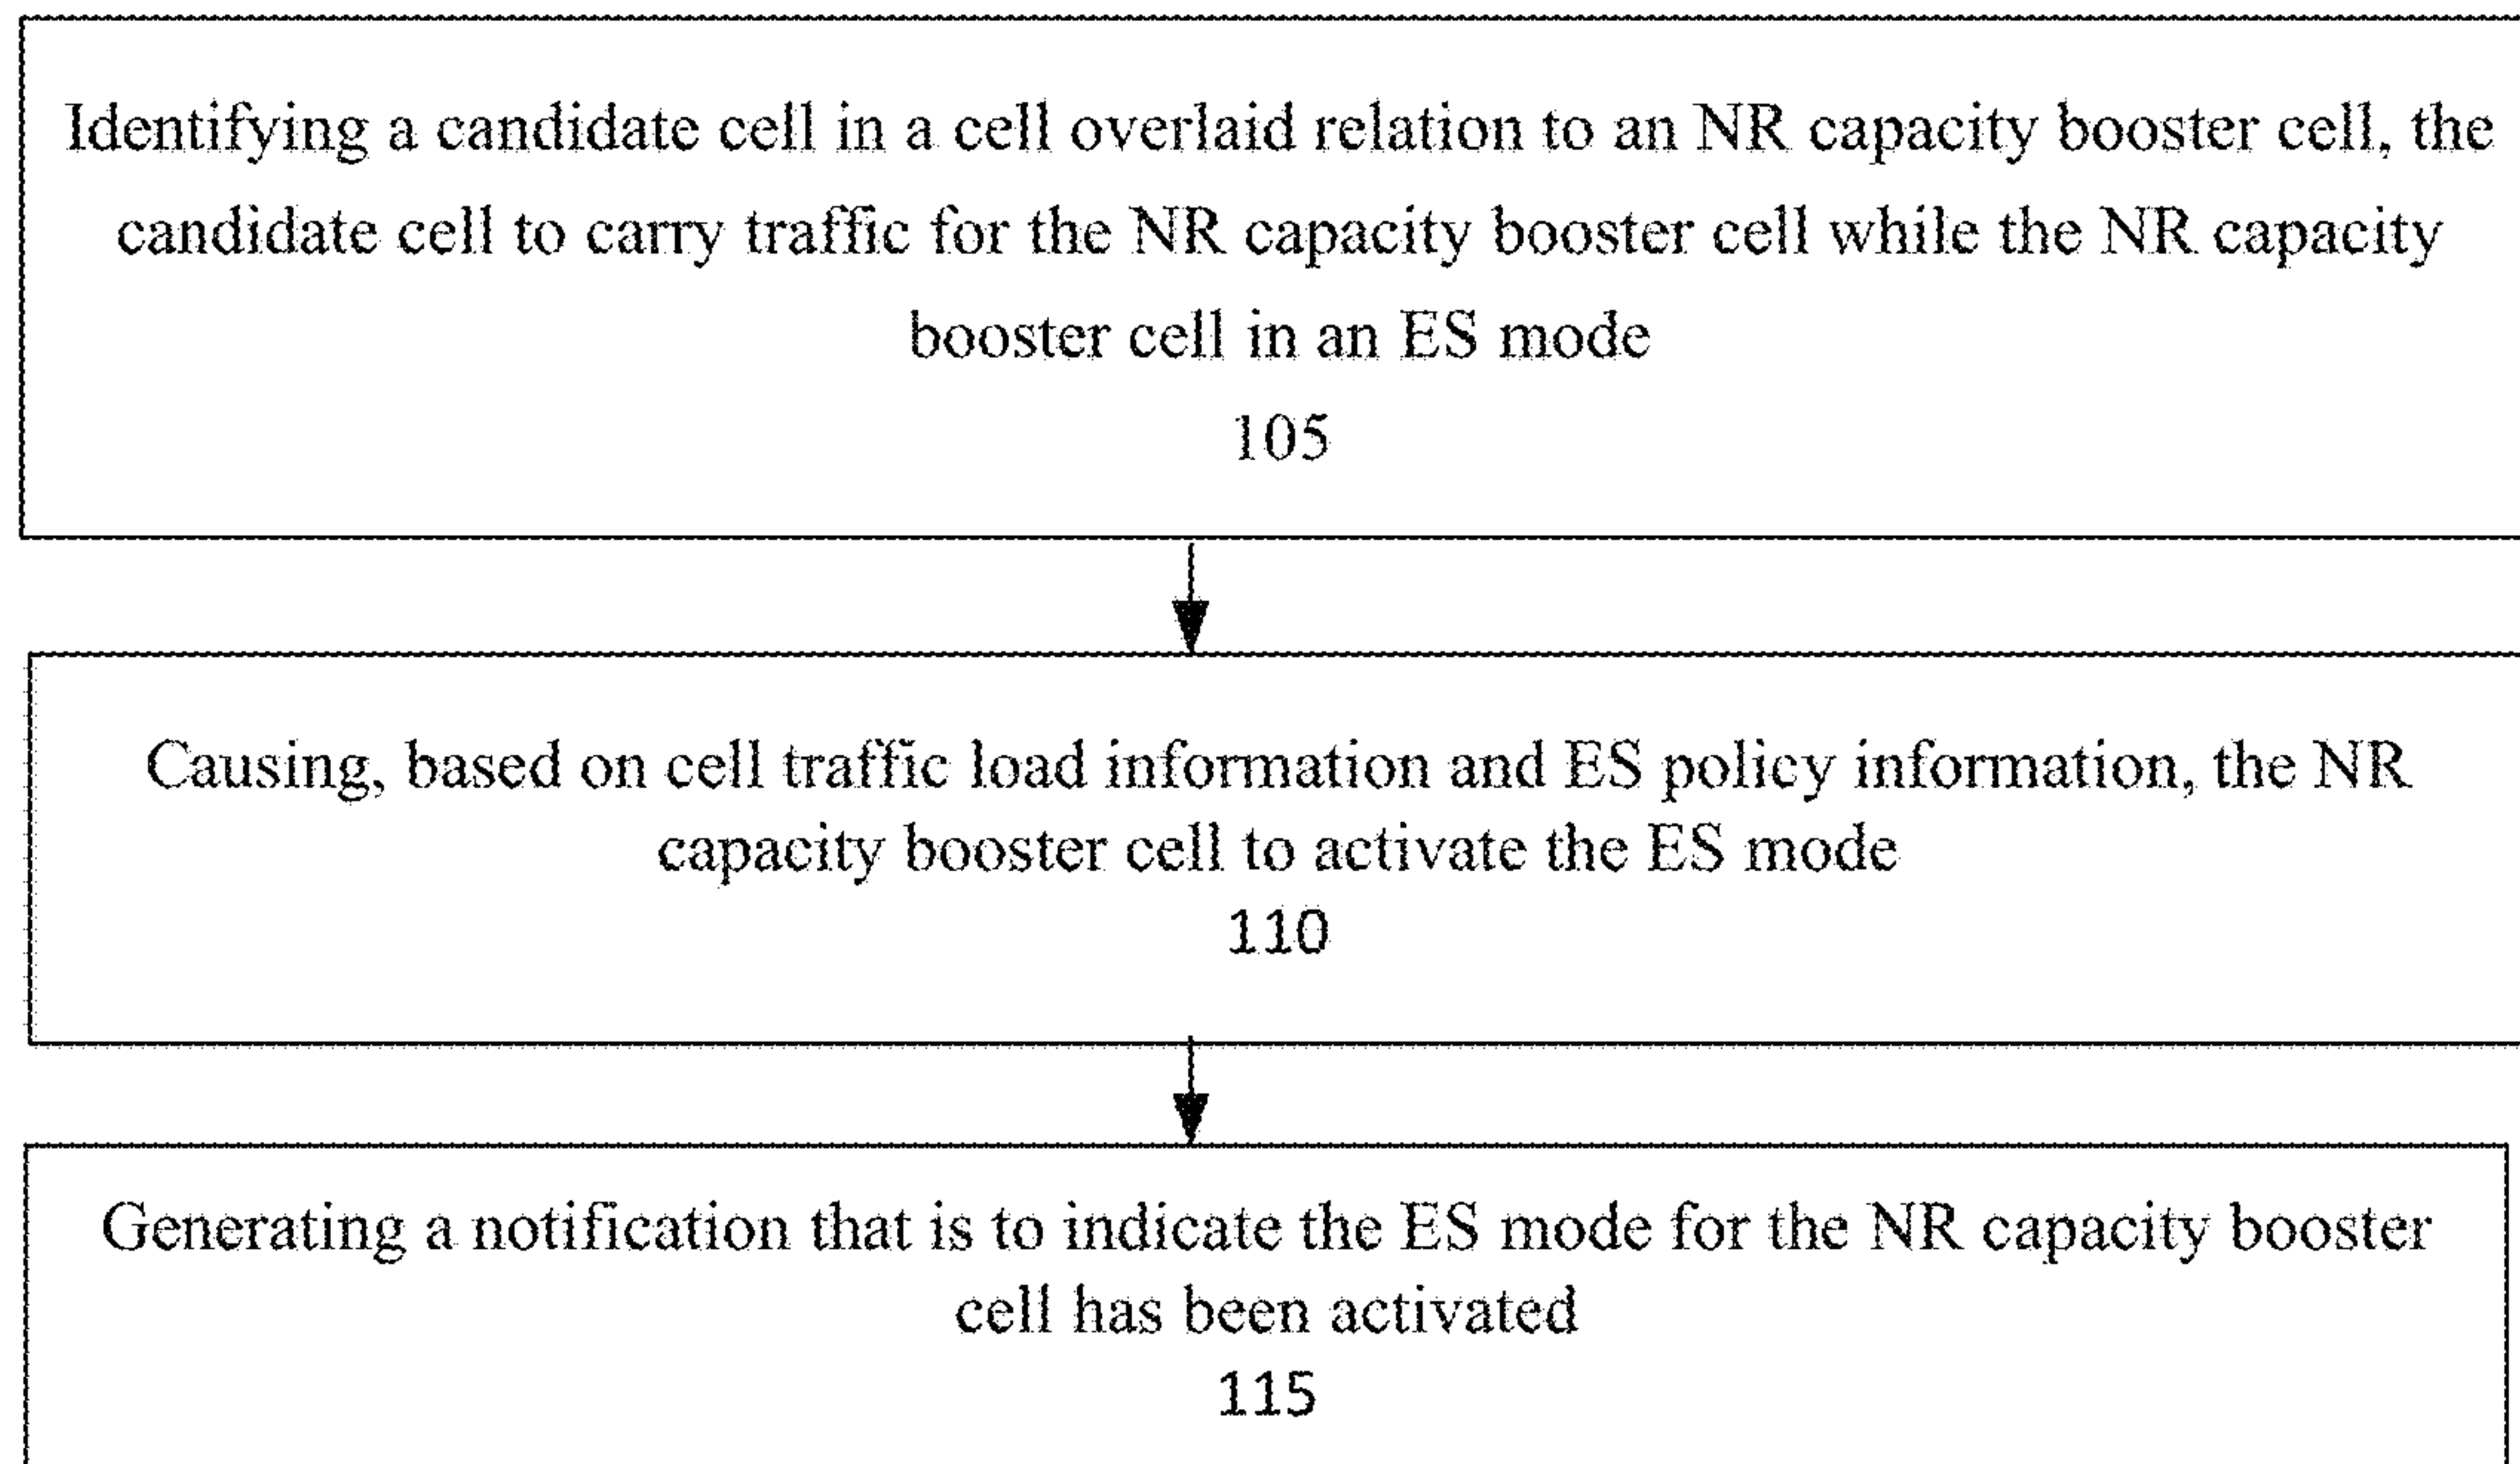 Identifying a candidate cell in a cell overlaid relation to an NR capacity booster cell, the
candidate cell to carry traffic for the NR capacity booster cell while the NR capacity
booster cell in an ES mode
105
Causing, based on cell traffic load information and ES policy information, the NR
capacity booster cell to activate the ES mode
110
Generating a notification that is to indicate the ES mode for the NR capacity booster
cell has been activated
115